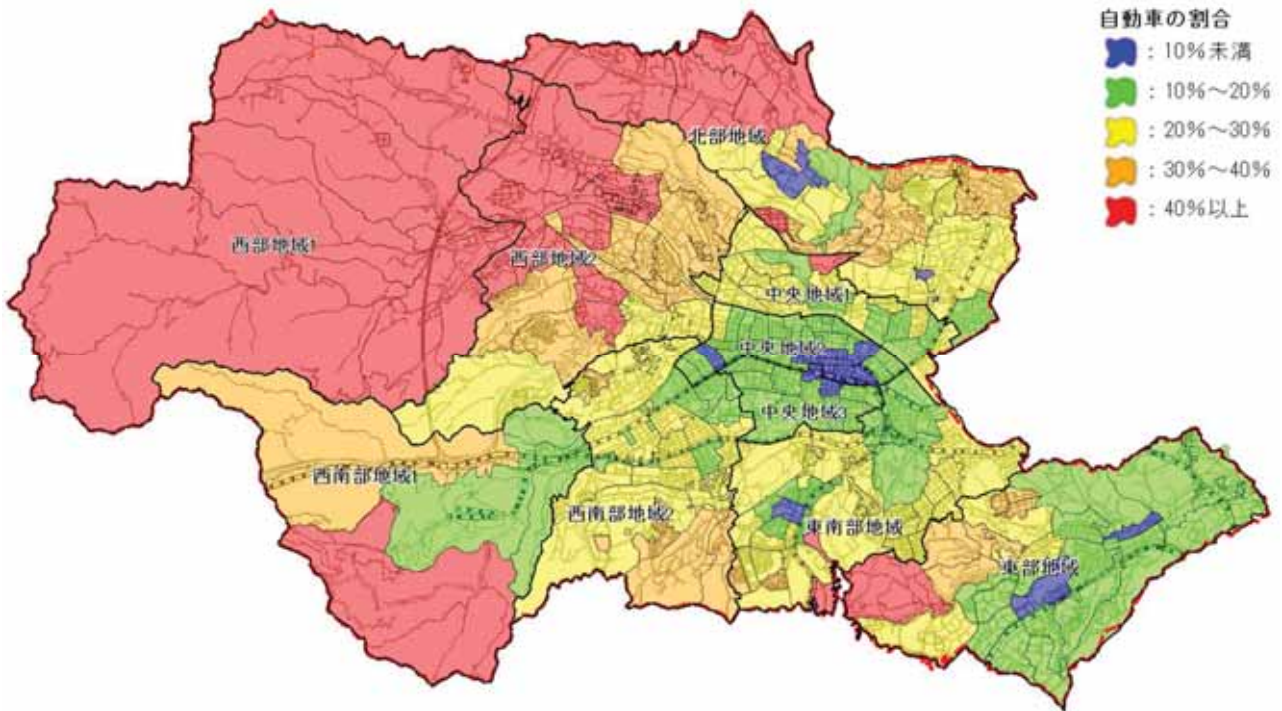 自動車の割合
：10％未満
：10％～20％
：20％～30％
：30％～40％
：40％以上
北部地域
西部地域1
西部地域2
中央地域1
中央地域2
中央地域3
西南部地域1
西南部地域2
東南部地域
東部地域